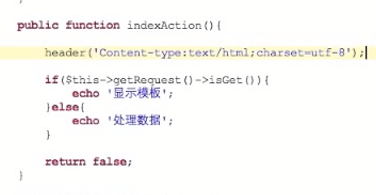 public function indexAction(){
header('Content-type:text/html;charset=utf-8');
if($this->getRequest()->isGet()){
echo '显示模板';
}else{
echo '处理数据';
}
return false;
}